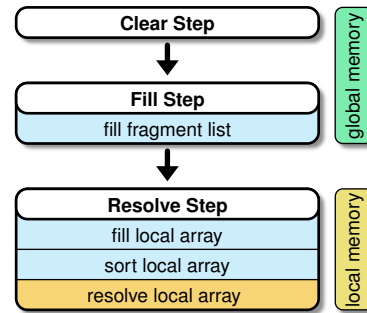 Clear Step
global memory
Fill Step
fill fragment list
Resolve Step
local memory
fill local array
sort local array
resolve local array